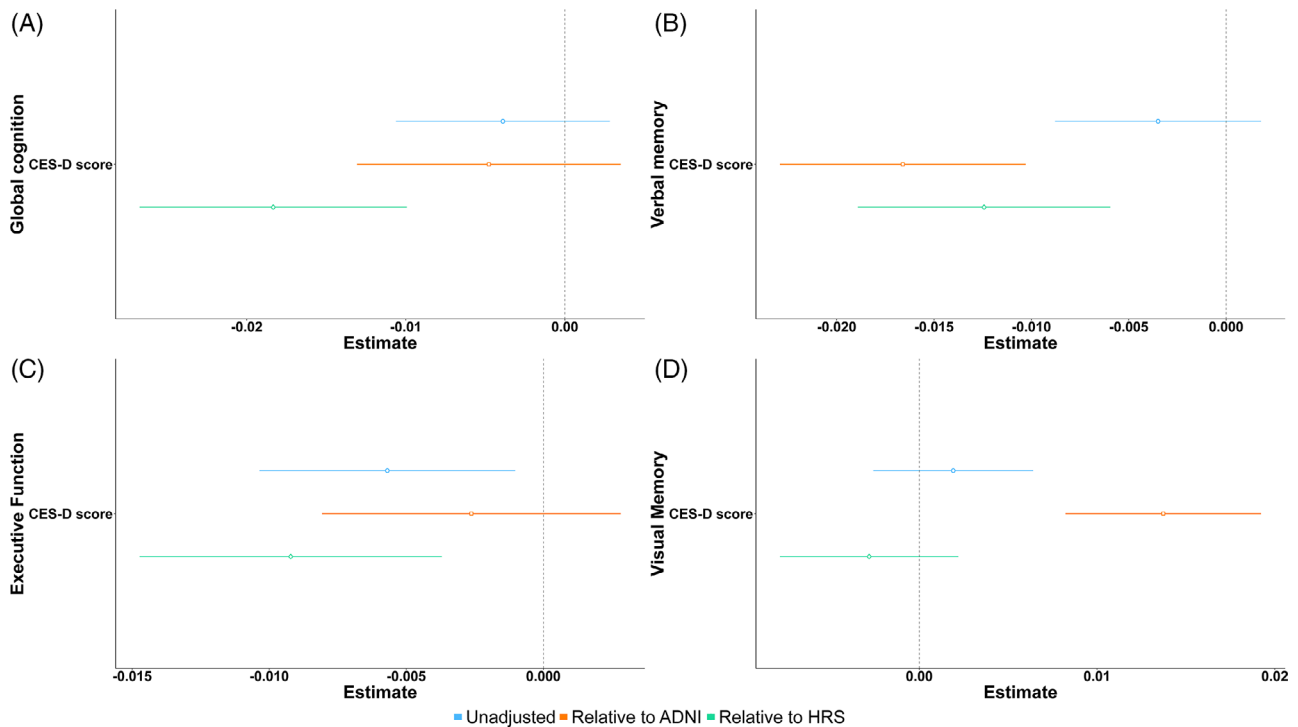 (A)
Global cognition
CES-D score
-0.02 -0.01 0.00
Estimate
(B)
Verbal memory
CES-D score
-0.020 -0.015 -0.010 -0.005 0.000
Estimate
(C)
Executive Function
CES-D score
-0.015 -0.010 -0.005 0.000
Estimate
(D)
Visual Memory
CES-D score
0.00 0.01 0.02
Estimate
Unadjusted Relative to ADNI Relative to HRS